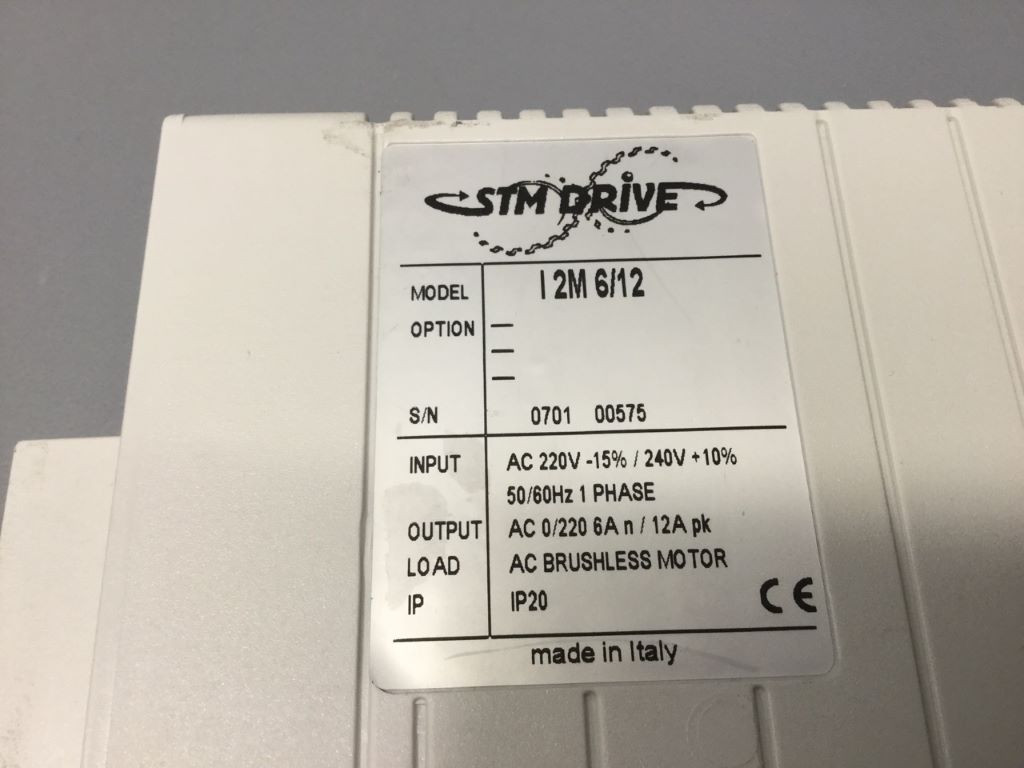 STM DRIVE
MODEL I 2M 6/12
OPTION —
—
—
S/N 0701 00575
INPUT AC 220V -15% / 240V +10%
50/60Hz 1 PHASE
OUTPUT AC 0/220 6A n / 12A pk
LOAD AC BRUSHLESS MOTOR
IP IP20 CE
made in Italy